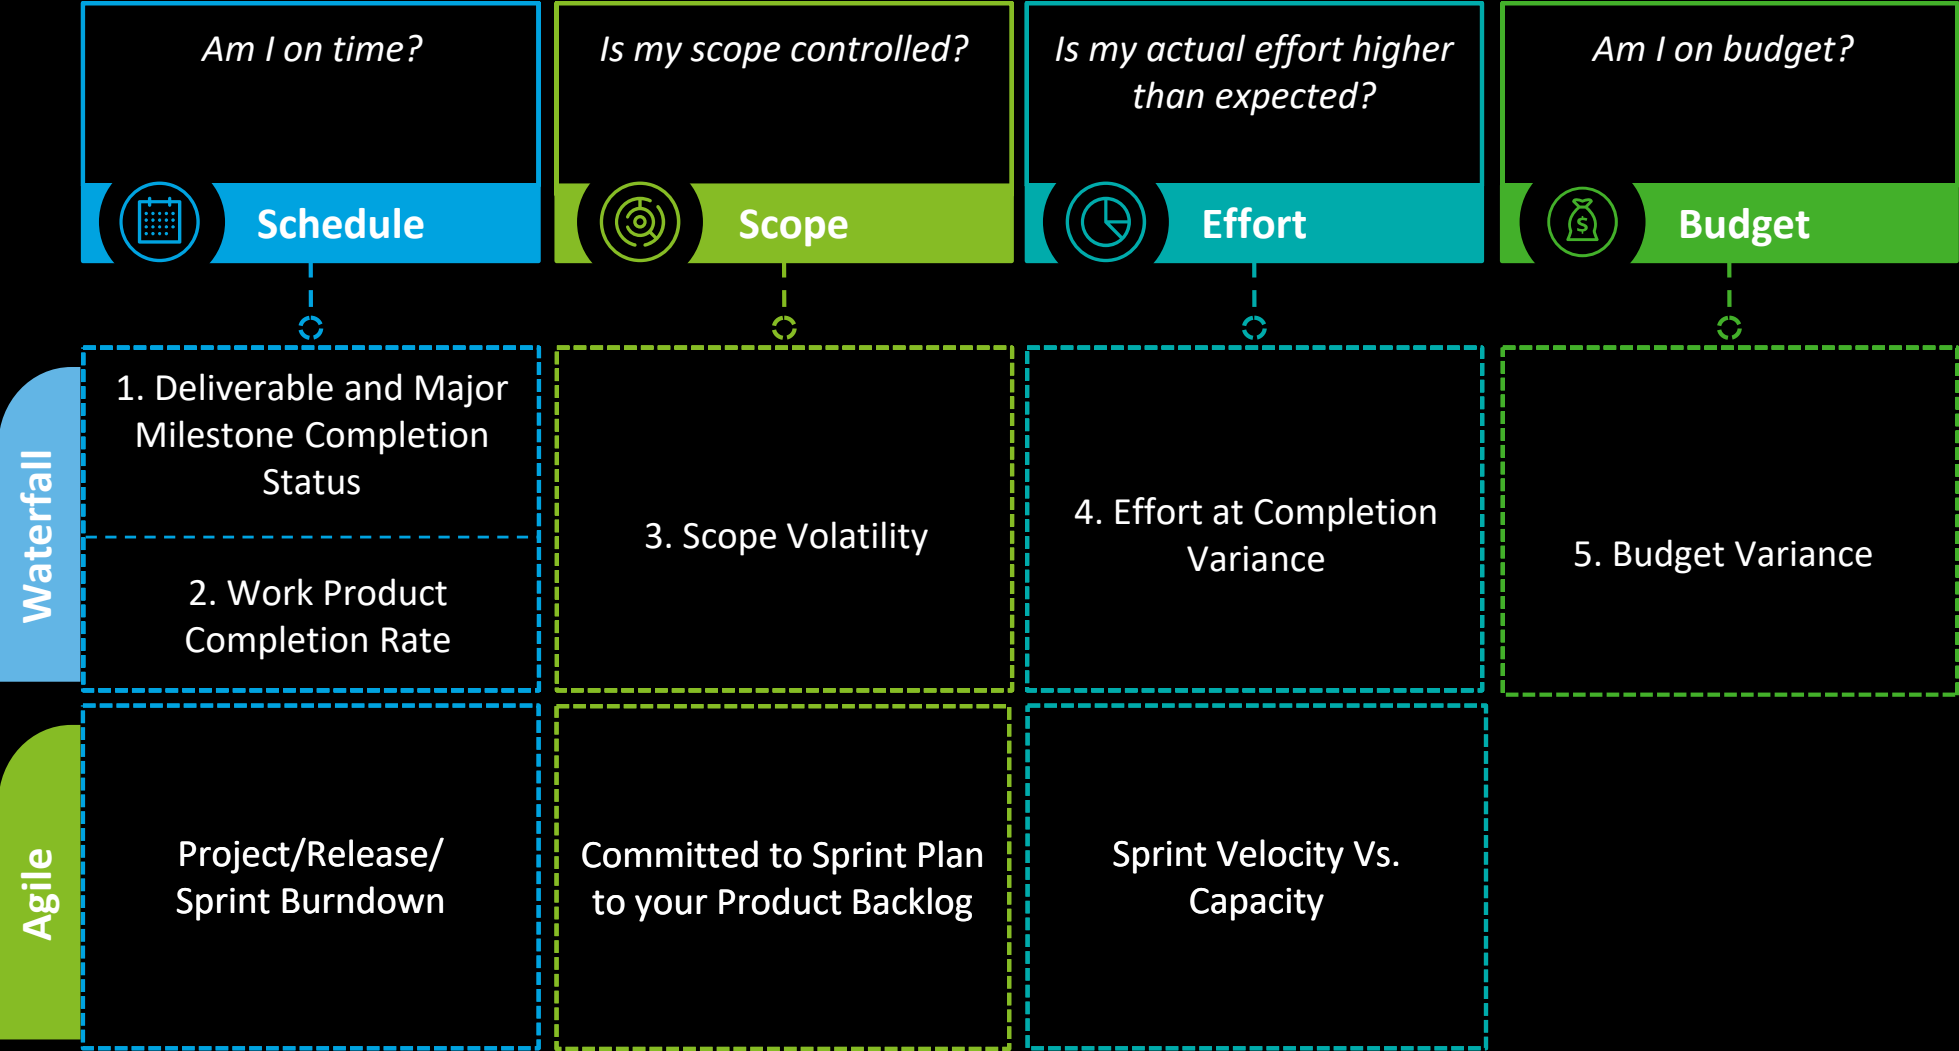 Am I on time?
Is my scope controlled?
Is my actual effort higher
than expected?
Am I on budget?
Schedule
Scope
Effort
$
Budget
Waterfall
1. Deliverable and Major
Milestone Completion
Status
2. Work Product
Completion Rate
3. Scope Volatility
4. Effort at Completion
Variance
5. Budget Variance
Agile
Project/Release/
Sprint Burndown
Committed to Sprint Plan
to your Product Backlog
Sprint Velocity Vs.
Capacity